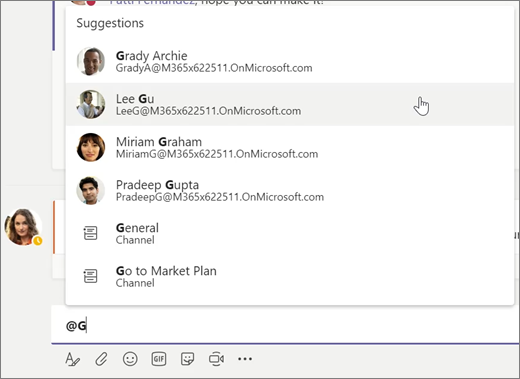 Patti Fernandez, hope you can make it!
Suggestions
Grady Archie
GradyA@M365x622511.OnMicrosoft.com
Lee Gu
LeeG@M365x622511.OnMicrosoft.com
Miriam Graham
MiriamG@M365x622511.OnMicrosoft.com
Pradeep Gupta
PradeepG@M365x622511.OnMicrosoft.com
General
Channel
Go to Market Plan
Channel
@G
GIF